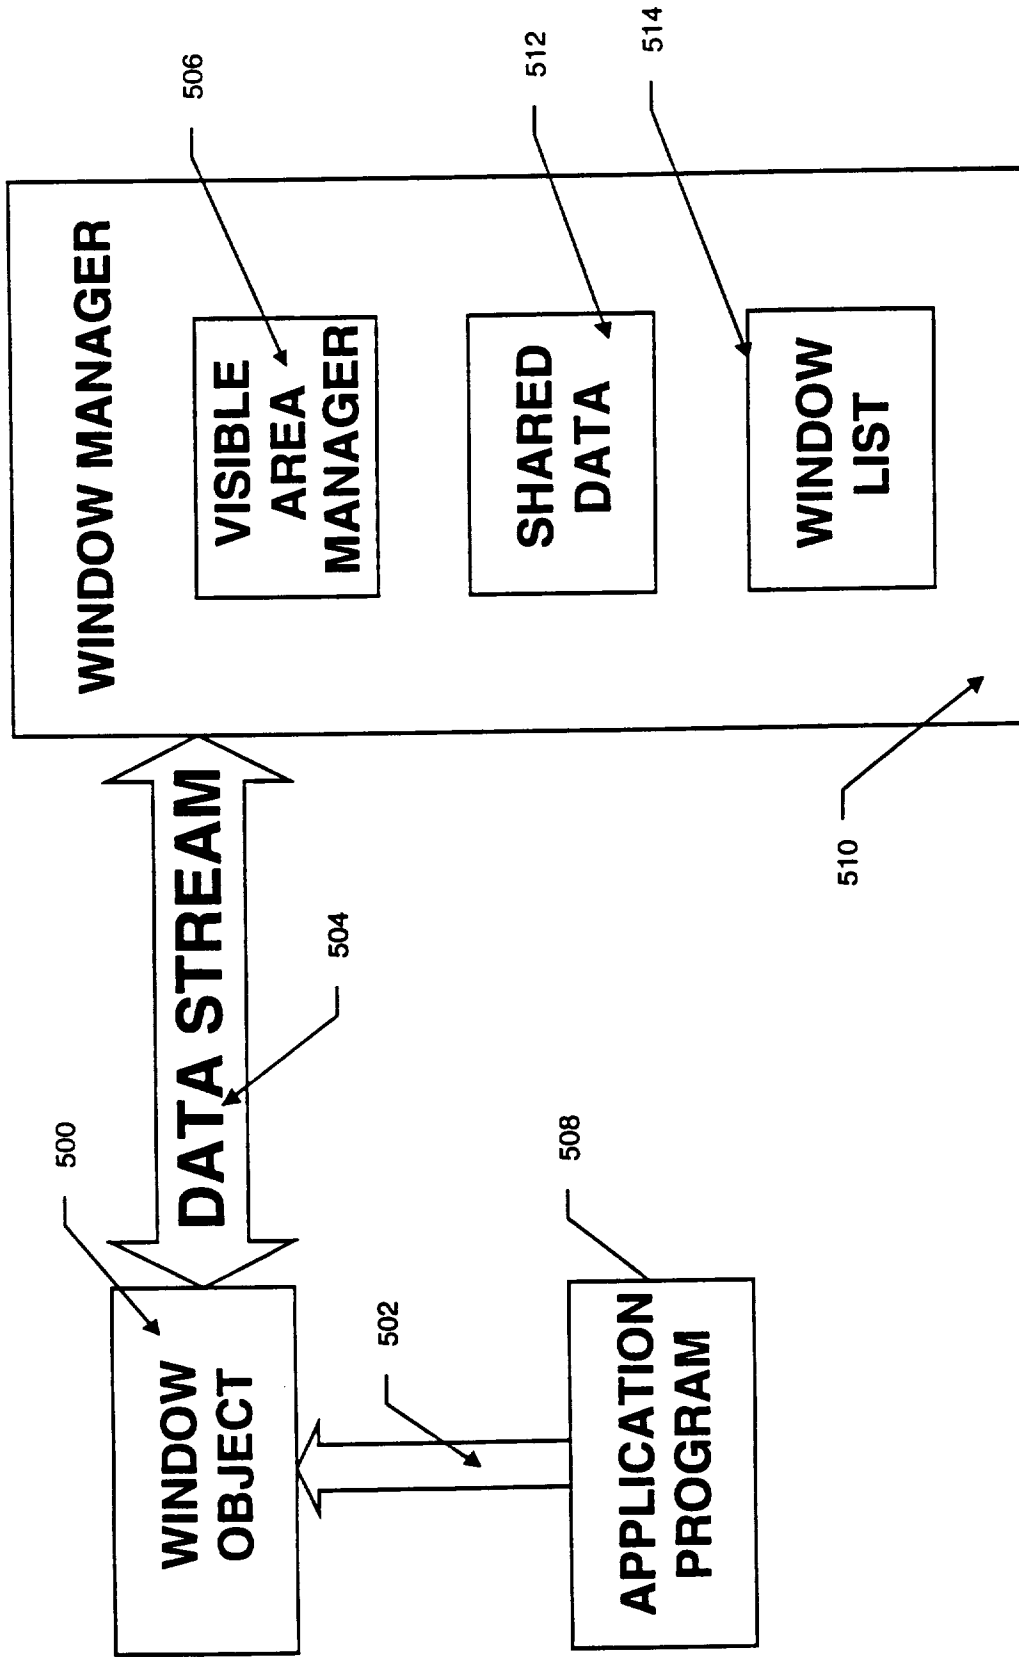 WINDOW
OBJECT
500
DATA STREAM
504
WINDOW MANAGER
VISIBLE
AREA
MANAGER
506
SHARED
DATA
512
WINDOW
LIST
514
510
502
APPLICATION
PROGRAM
508